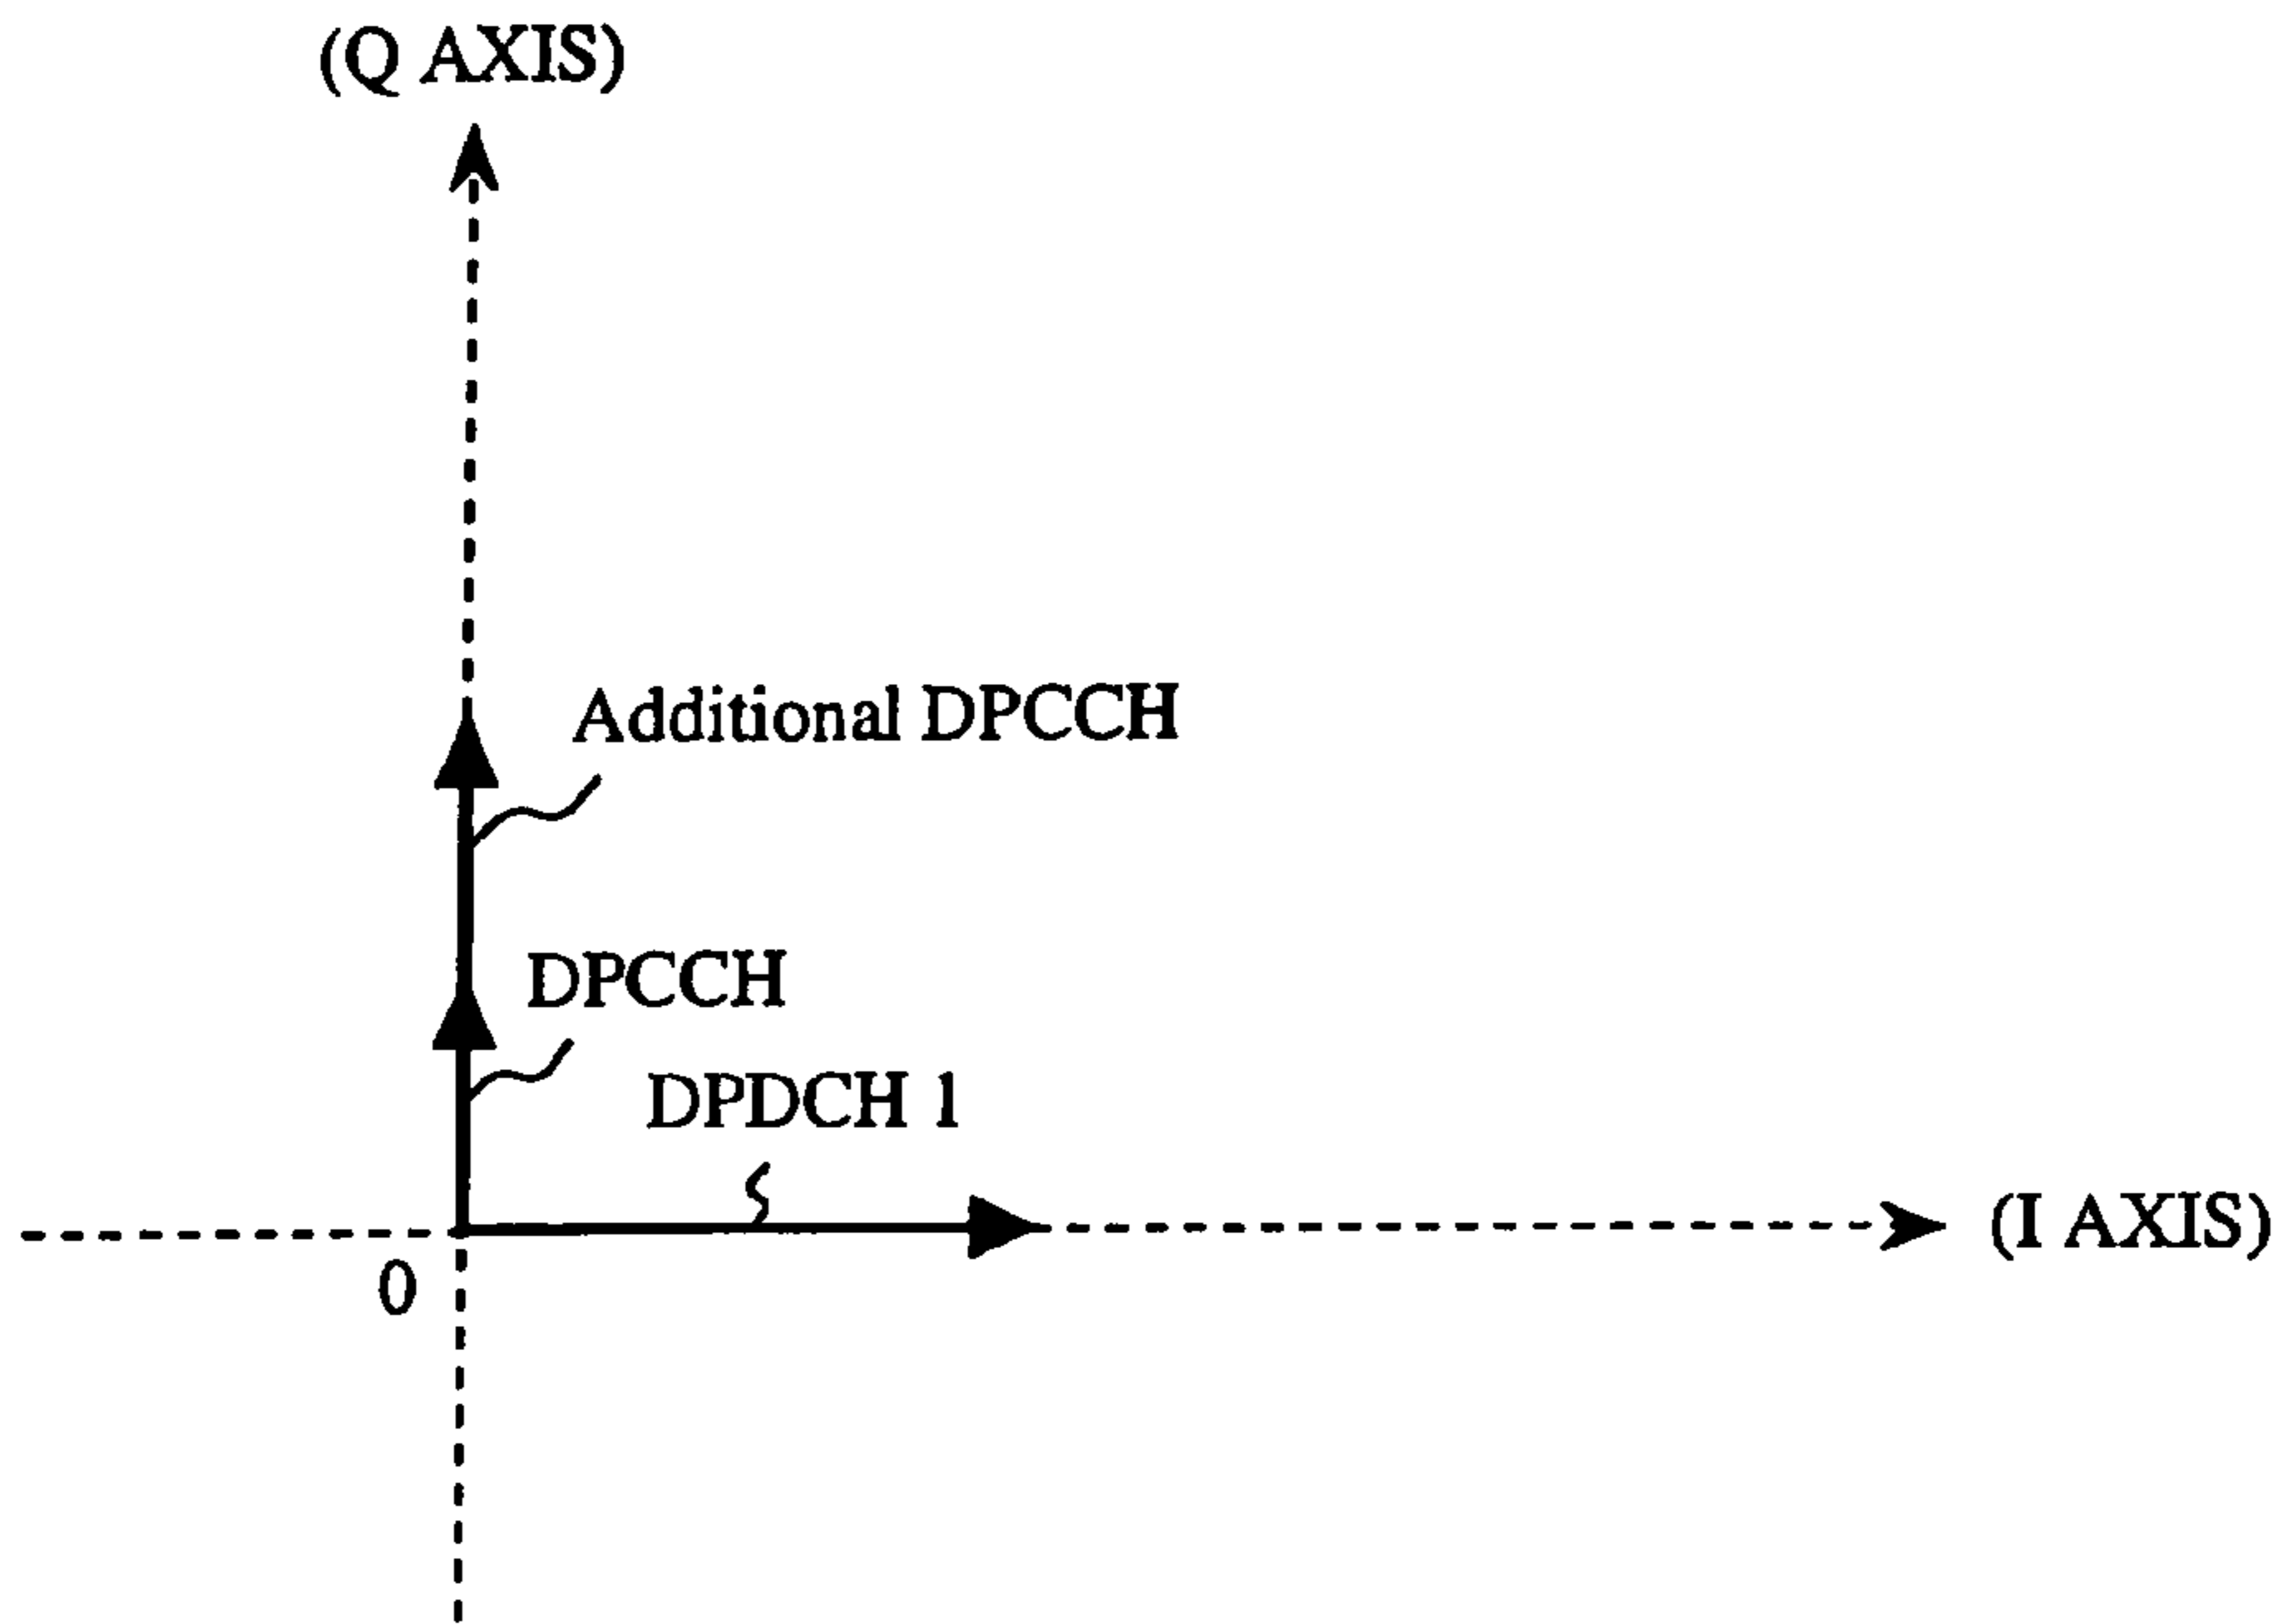 (Q AXIS)
Additional DPCCH
DPCCH
DPDCH 1
(I AXIS)
0